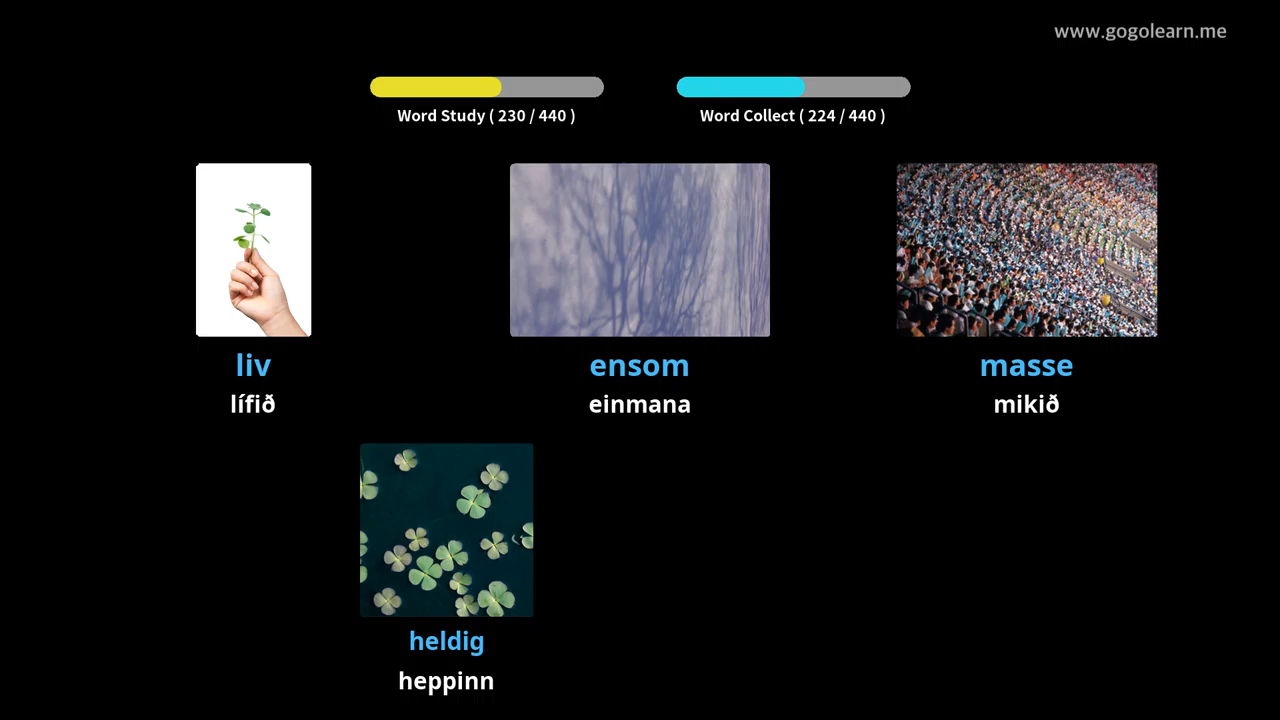 www.gogolearn.me
Word Study ( 230 / 440 )
Word Collect ( 224 / 440 )
liv
lífið
ensom
einmana
masse
mikið
heldig
heppinn